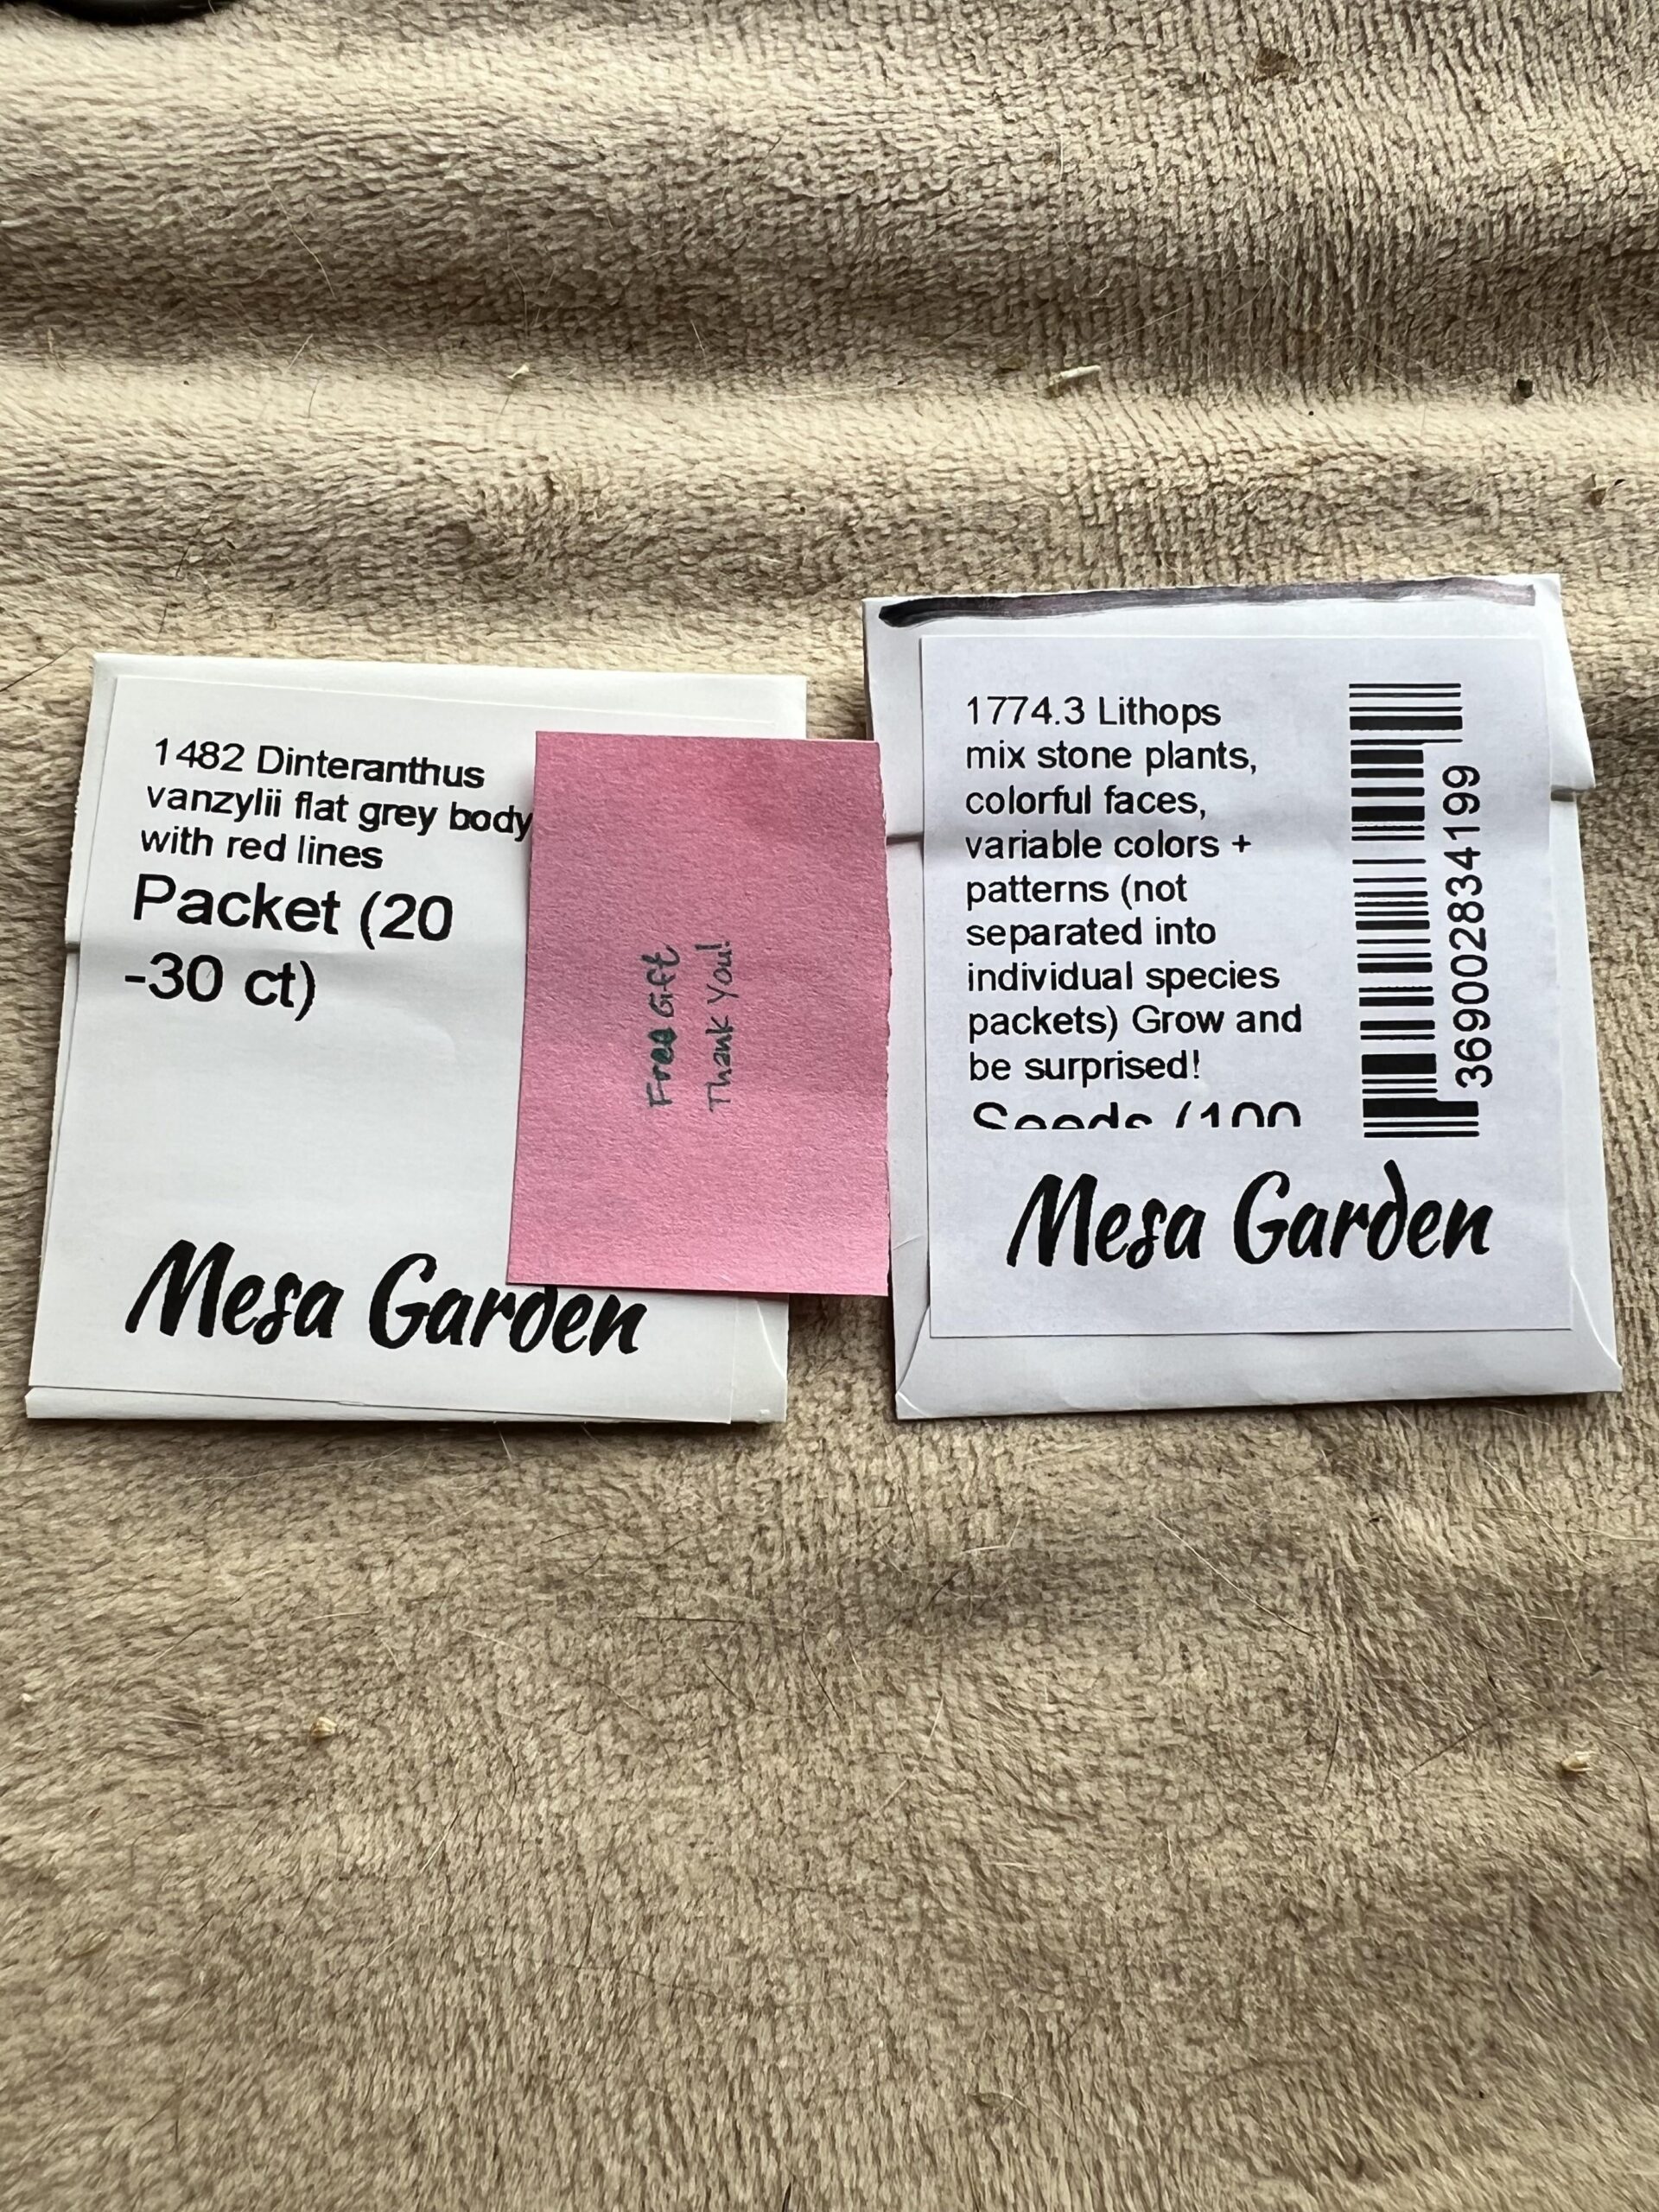 1482 Dinteranthus
vanzylii flat grey body
with red lines
Packet (20
-30 ct)
Mesa Garden
Free Gift
Thank You!
1774.3 Lithops
mix stone plants,
colorful faces,
variable colors +
patterns (not
separated into
individual species
packets) Grow and
be surprised!
Seeds (100
3690002834199
Mesa Garden